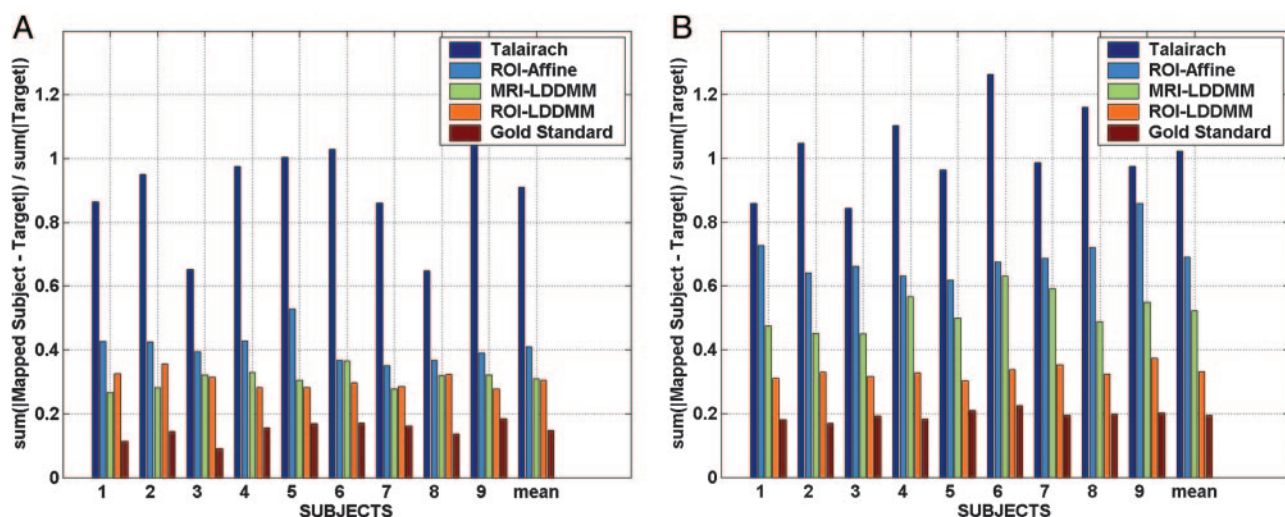 A
sum(|Mapped Subject - Target|) / sum(|Target|)
1.2
1
0.8
0.6
0.4
0.2
0
Talairach
ROI-Affine
MRI-LDDMM
ROI-LDDMM
Gold Standard
1 2 3 4 5 6 7 8 9 mean
SUBJECTS
B
sum(|Mapped Subject - Target|) / sum(|Target|)
1.2
1
0.8
0.6
0.4
0.2
0
Talairach
ROI-Affine
MRI-LDDMM
ROI-LDDMM
Gold Standard
1 2 3 4 5 6 7 8 9 mean
SUBJECTS